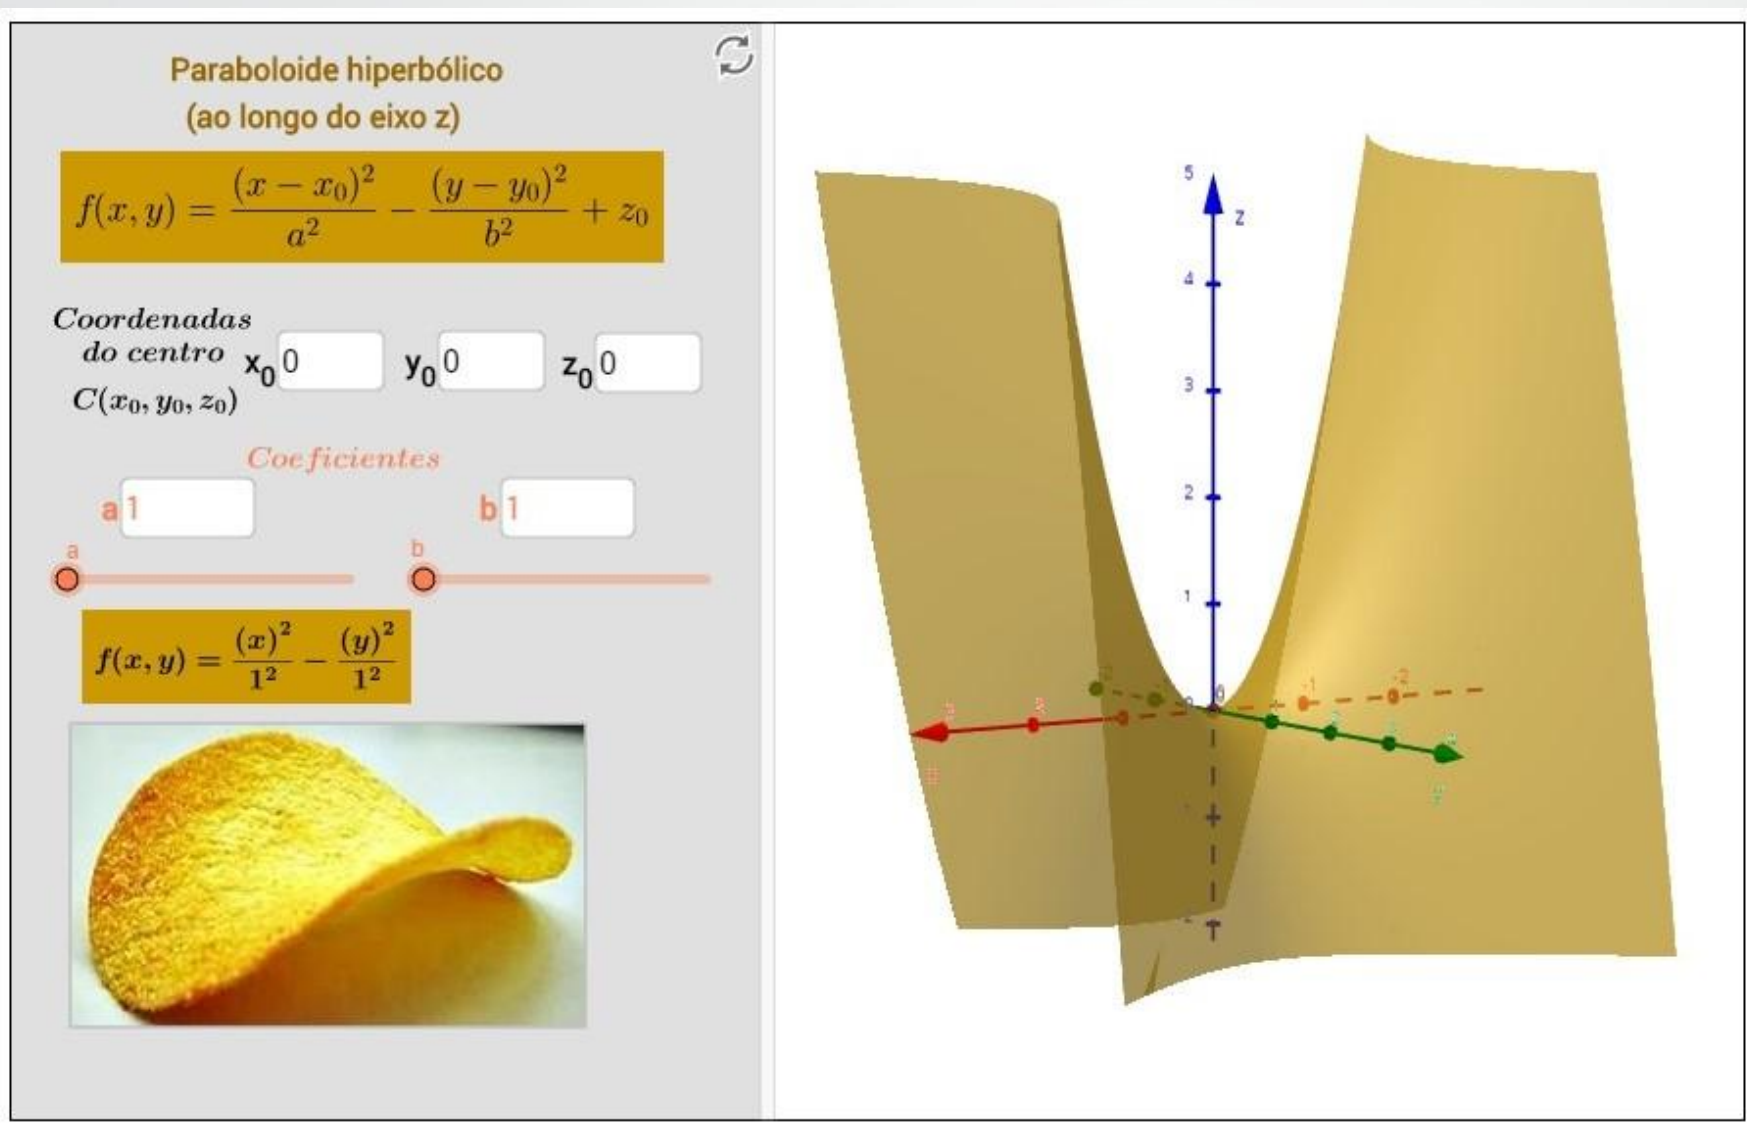 Paraboloide hiperbólico
(ao longo do eixo z)
f(x, y) = (x − x₀)²/a² − (y − y₀)²/b² + z₀
Coordenadas
do centro
C(x₀, y₀, z₀)
x₀ 0 y₀ 0 z₀ 0
Coeficientes
a 1 b 1
a b
f(x, y) = (x)²/1² − (y)²/1²
5
z
4
3
2
1
0
-1 -2